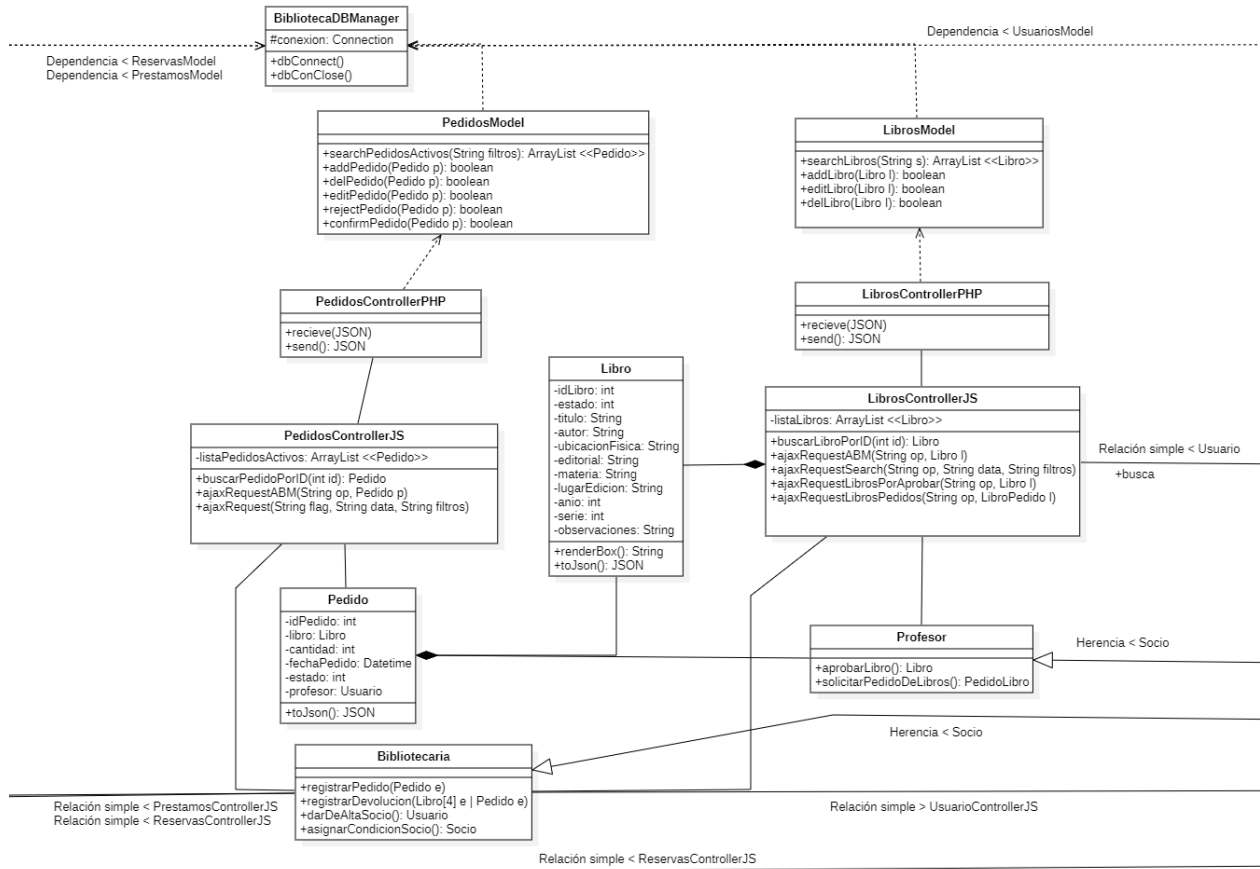 BibliotecaDBManager
#conexion: Connection
+dbConnect()
+dbConClose()
Dependencia < UsuariosModel
Dependencia < ReservasModel
Dependencia < PrestamosModel
PedidosModel
+searchPedidosActivos(String filtros): ArrayList <<Pedido>>
+addPedido(Pedido p): boolean
+delPedido(Pedido p): boolean
+editPedido(Pedido p): boolean
+rejectPedido(Pedido p): boolean
+confirmPedido(Pedido p): boolean
LibrosModel
+searchLibros(String s): ArrayList <<Libro>>
+addLibro(Libro l): boolean
+editLibro(Libro l): boolean
+delLibro(Libro l): boolean
PedidosControllerPHP
+recieve(JSON)
+send(): JSON
LibrosControllerPHP
+recieve(JSON)
+send(): JSON
Libro
-idLibro: int
-estado: int
-titulo: String
-autor: String
-ubicacionFisica: String
-editorial: String
-materia: String
-lugarEdicion: String
-anio: int
-serie: int
-observaciones: String
+renderBox(): String
+toJson(): JSON
LibrosControllerJS
-listaLibros: ArrayList <<Libro>>
+buscarLibroPorID(int id): Libro
+ajaxRequestABM(String op, Libro l)
+ajaxRequestSearch(String op, String data, String filtros)
+ajaxRequestLibrosPorAprobar(String op, Libro l)
+ajaxRequestLibrosPedidos(String op, LibroPedido l)
Relación simple < Usuario
+busca
PedidosControllerJS
-listaPedidosActivos: ArrayList <<Pedido>>
+buscarPedidoPorID(int id): Pedido
+ajaxRequestABM(String op, Pedido p)
+ajaxRequest(String flag, String data, String filtros)
Pedido
-idPedido: int
-libro: Libro
-cantidad: int
-fechaPedido: Datetime
-estado: int
-profesor: Usuario
+toJson(): JSON
Profesor
+aprobarLibro(): Libro
+solicitarPedidoDeLibros(): PedidoLibro
Herencia < Socio
Herencia < Socio
Bibliotecaria
+registrarPedido(Pedido e)
+registrarDevolucion(Libro[4] e | Pedido e)
+darDeAltaSocio(): Usuario
+asignarCondicionSocio(): Socio
Relación simple < PrestamosControllerJS
Relación simple < ReservasControllerJS
Relación simple > UsuarioControllerJS
Relación simple < ReservasControllerJS